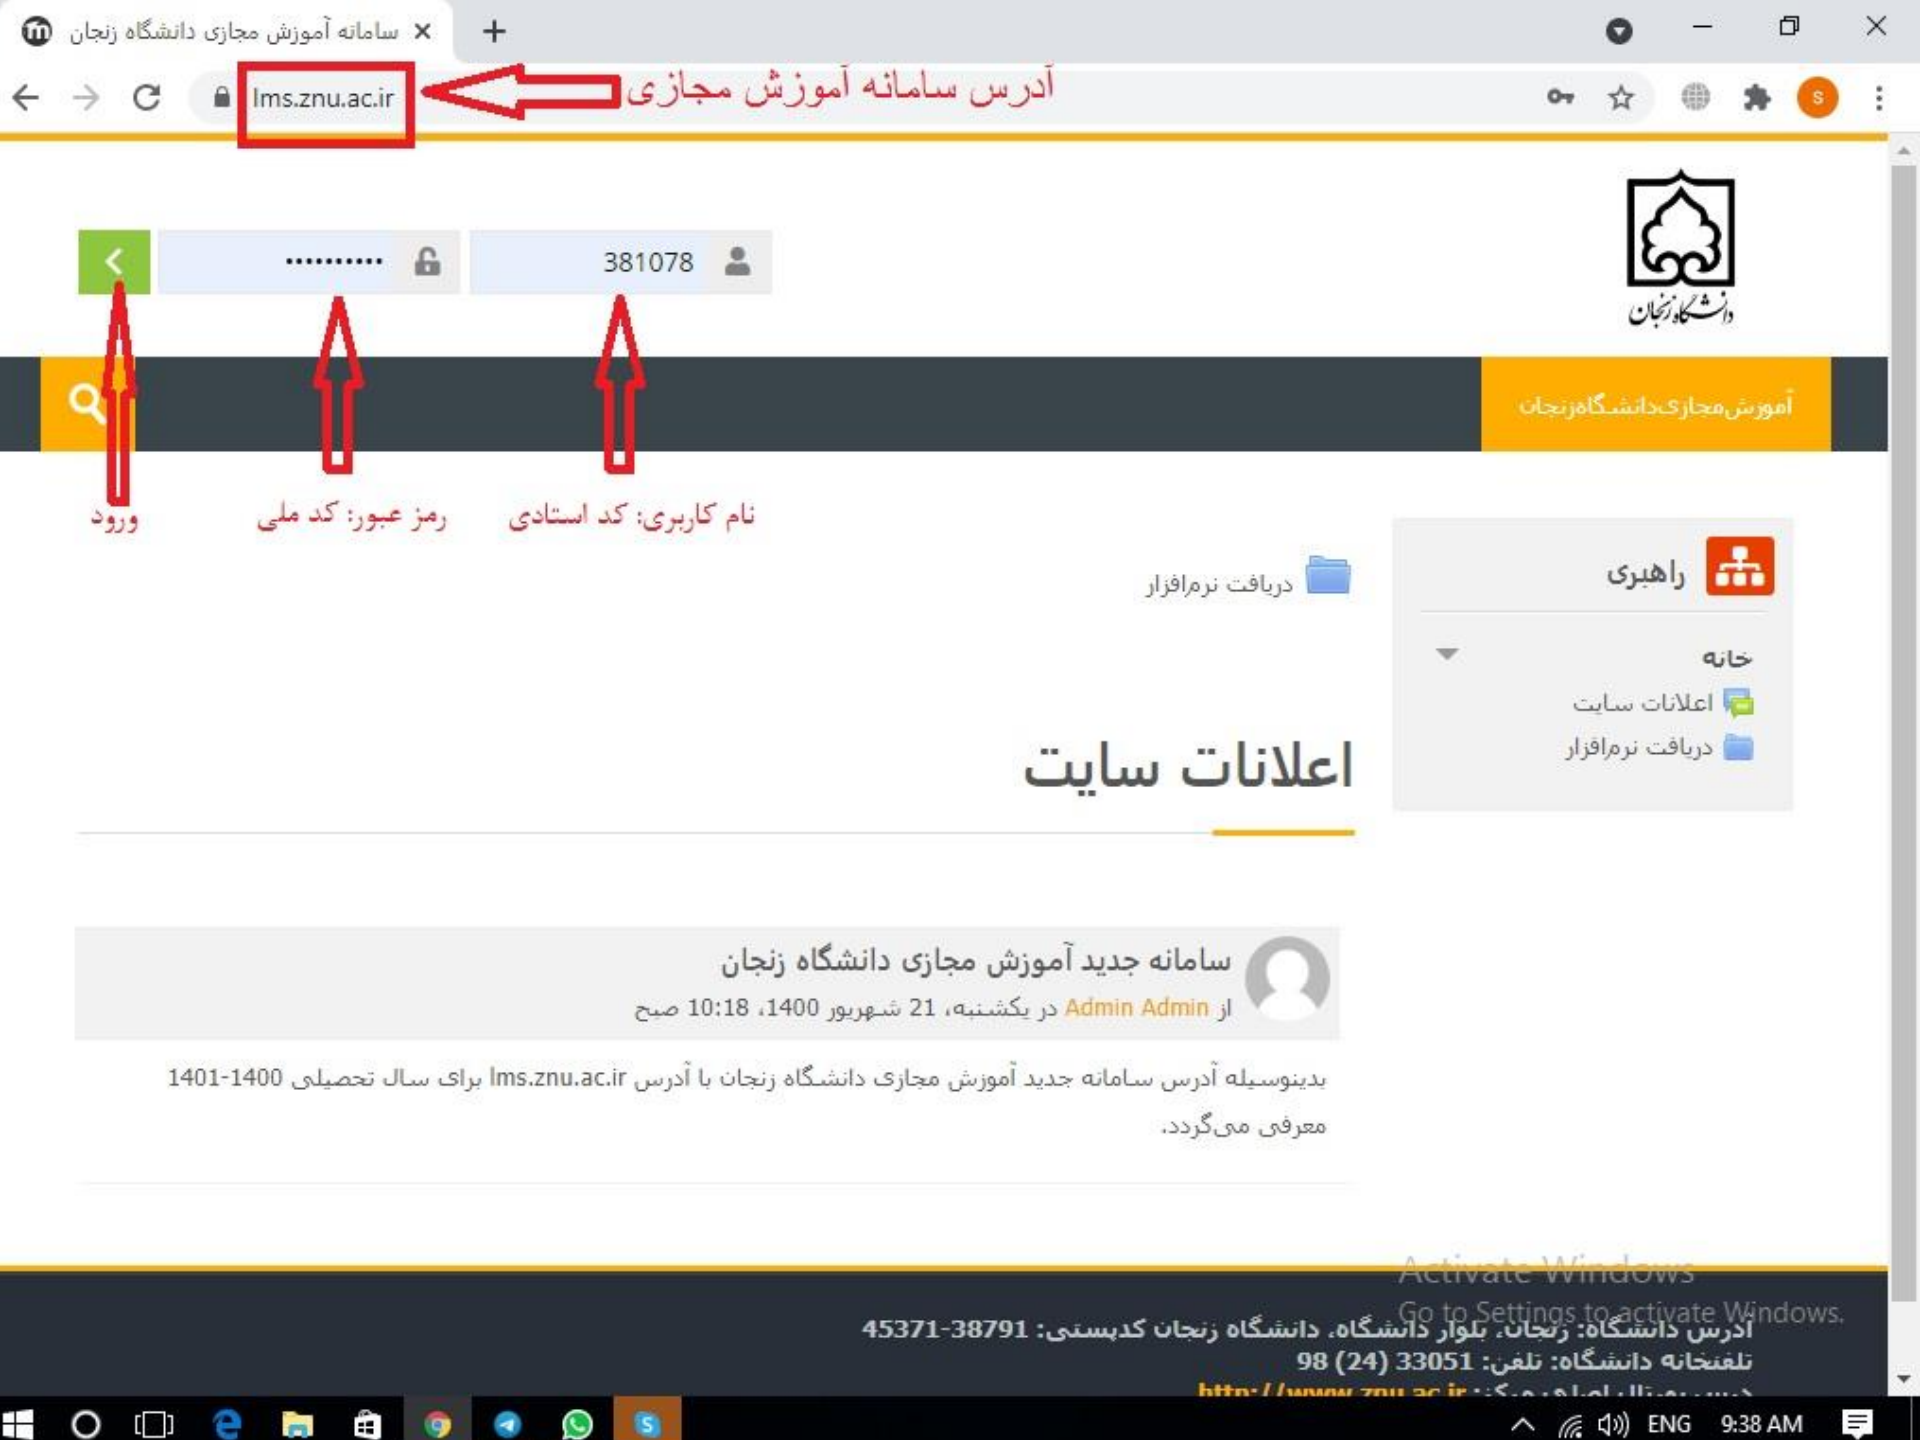 سامانه آموزش مجازی دانشگاه زنجان
lms.znu.ac.ir
آدرس سامانه آموزش مجازی
381078
••••••••••
دانشگاه زنجان
آموزش‌مجازی‌دانشگاه‌زنجان
نام کاربری: کد استادی
رمز عبور: کد ملی
ورود
راهبری
خانه
اعلانات سایت
دریافت نرم‌افزار
دریافت نرم‌افزار
اعلانات سایت
سامانه جدید آموزش مجازی دانشگاه زنجان
از Admin Admin در یکشنبه، 21 شهریور 1400، 10:18 صبح
بدینوسیله آدرس سامانه جدید آموزش مجازی دانشگاه زنجان با آدرس lms.znu.ac.ir برای سال تحصیلی 1400-1401
معرفی می‌گردد.
Activate Windows
Go to Settings to activate Windows.
آدرس دانشگاه: زنجان، بلوار دانشگاه، دانشگاه زنجان کدپستی: 38791-45371
تلفنخانه دانشگاه: تلفن: 33051 (24) 98
http://www.znu.ac.ir
ENG
9:38 AM